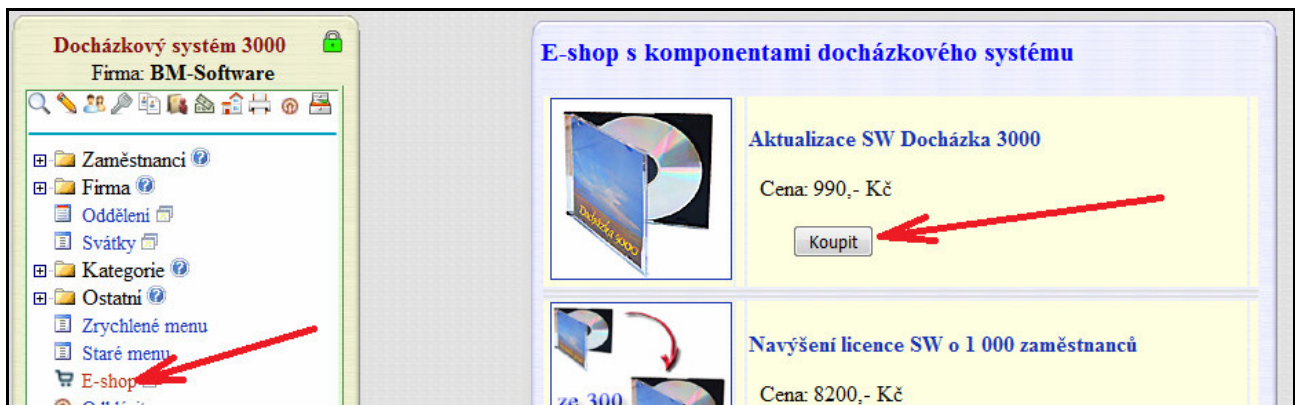 Docházkový systém 3000
Firma: BM-Software
Zaměstnanci
Firma
Oddělení
Svátky
Kategorie
Ostatní
Zrychlené menu
Staré menu
E-shop
E-shop s komponentami docházkového systému
Docházka 3000
Aktualizace SW Docházka 3000
Cena: 990,- Kč
Koupit
ze 300
Navýšení licence SW o 1 000 zaměstnanců
Cena: 8200,- Kč